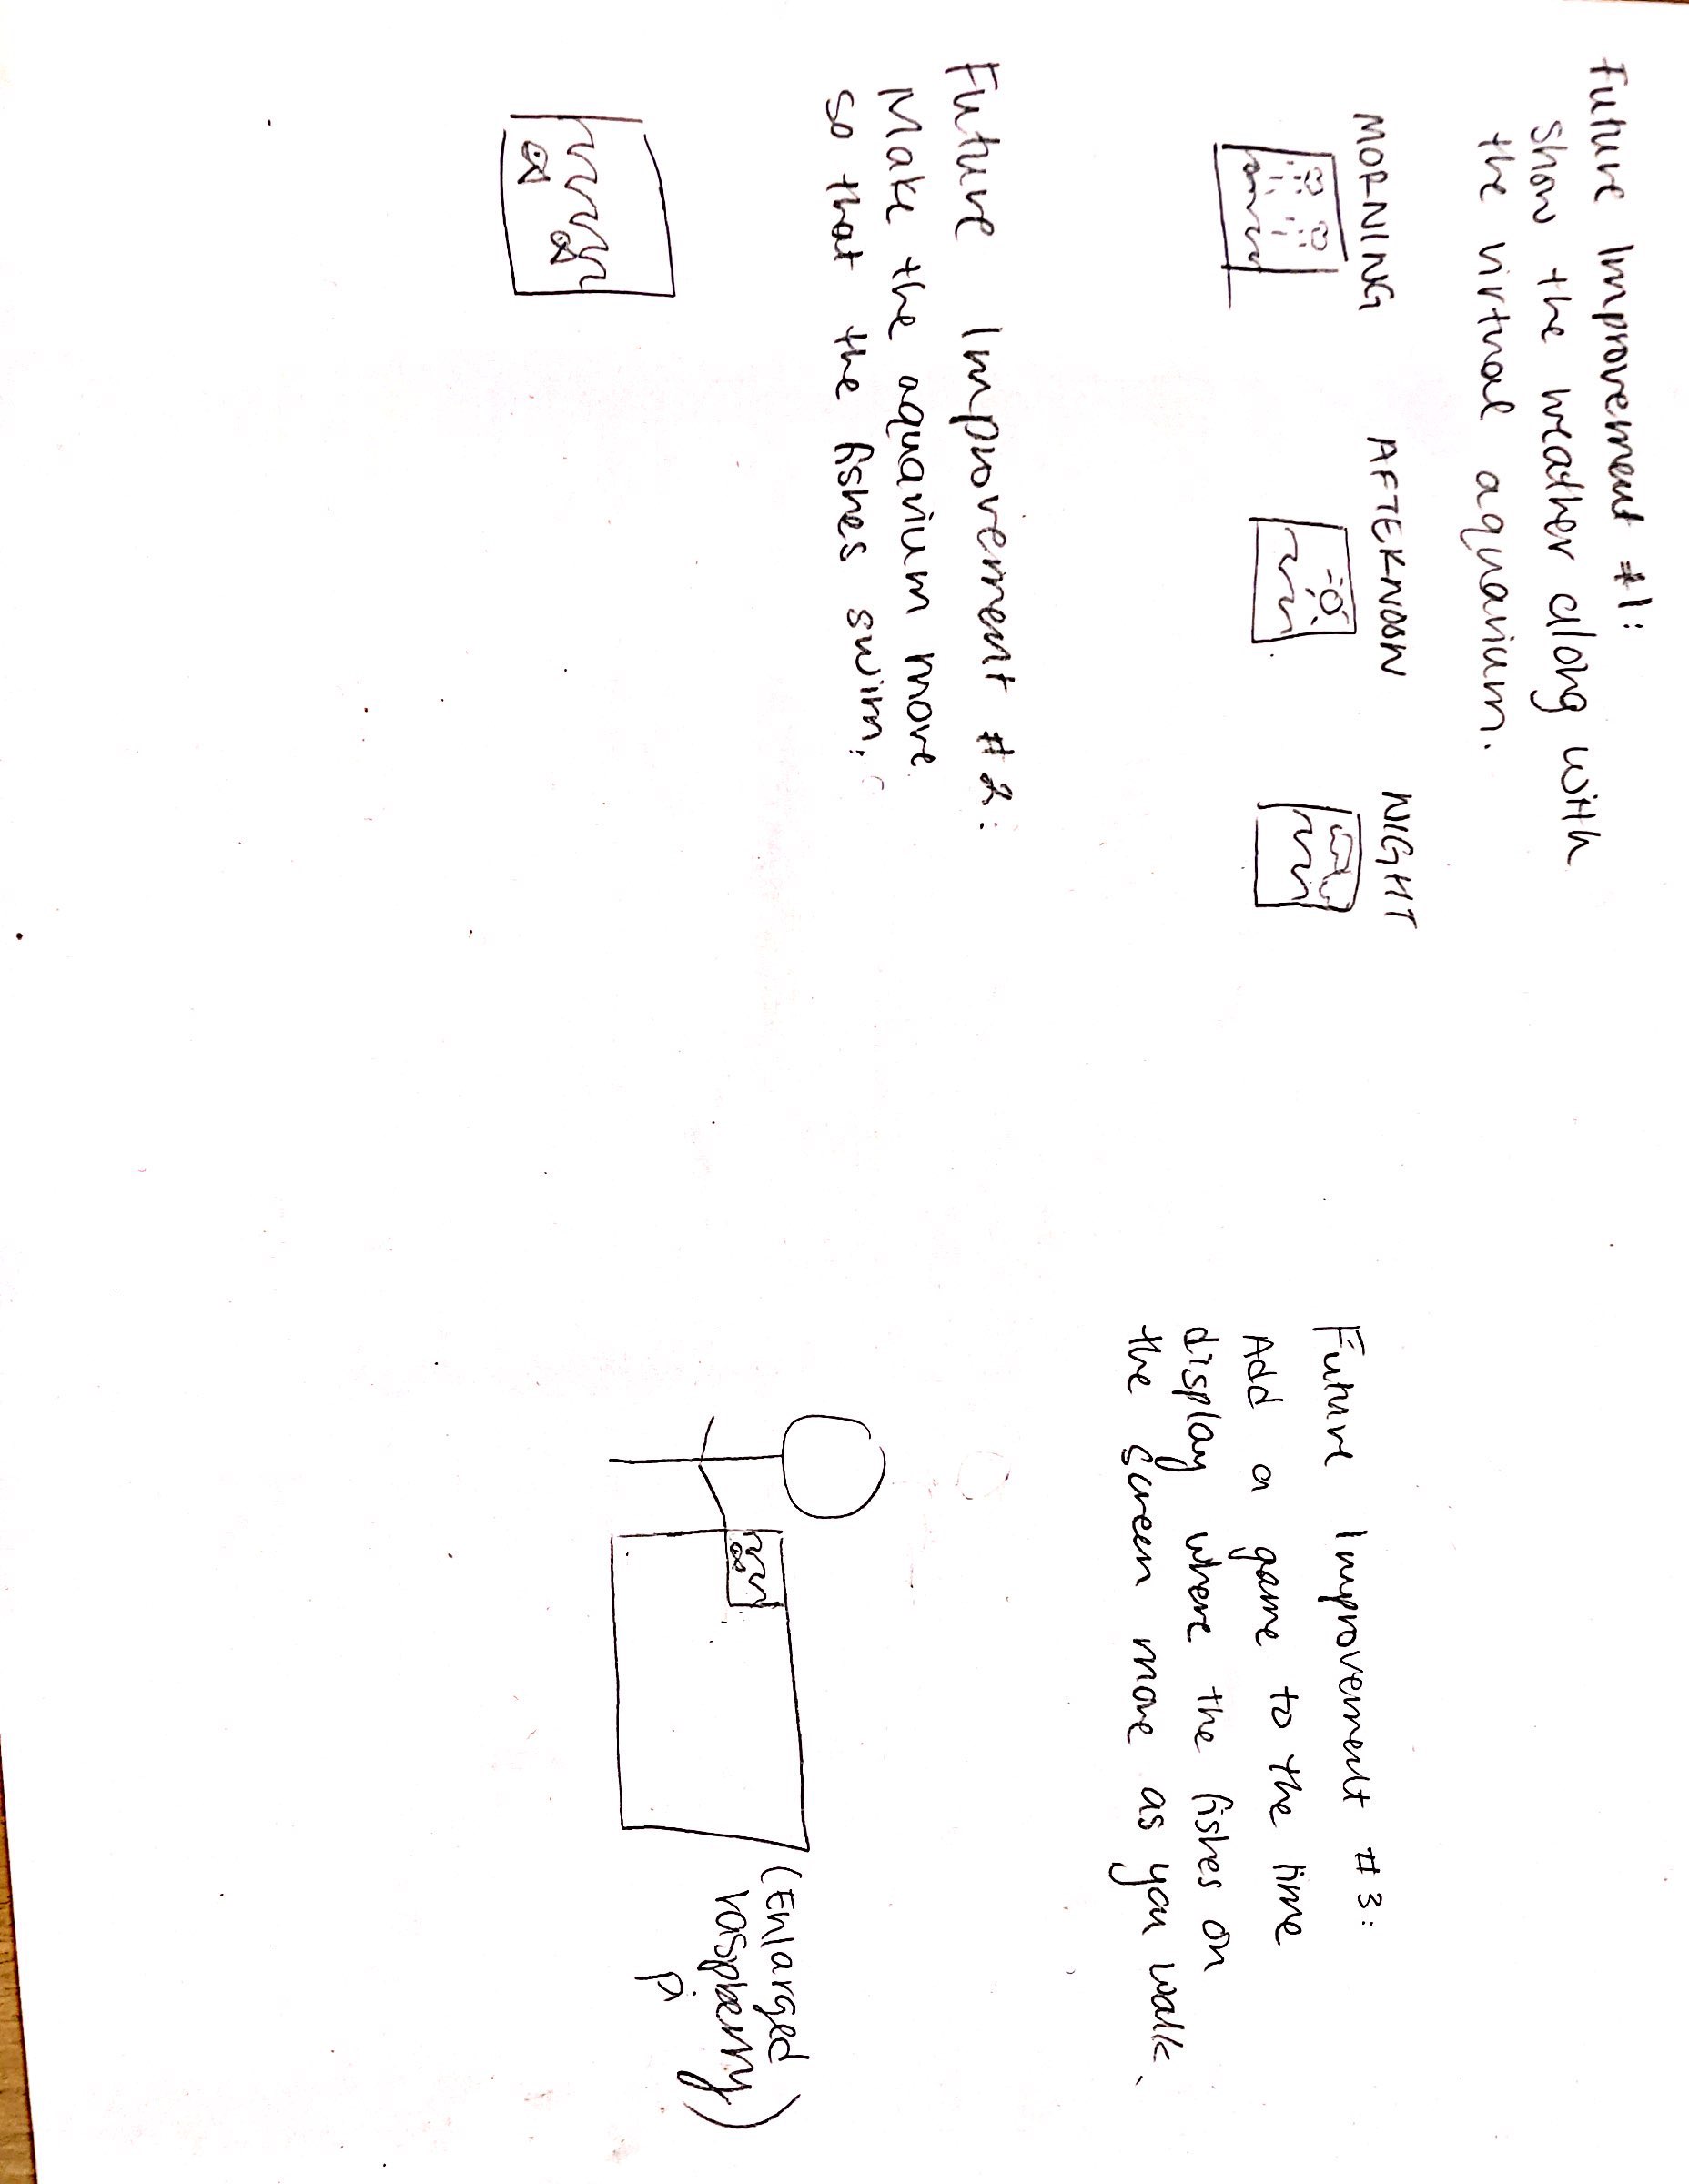 Future Improvement #1:
Show the weather along with
the virtual aquarium.
MORNING AFTERNOON NIGHT
Future Improvement #2:
Make the aquarium move
so that the fishes swim.
Future Improvement #3:
Add a game to the time
display where the fishes on
the screen move as you walk.
(Enlarged
raspberry
Pi)